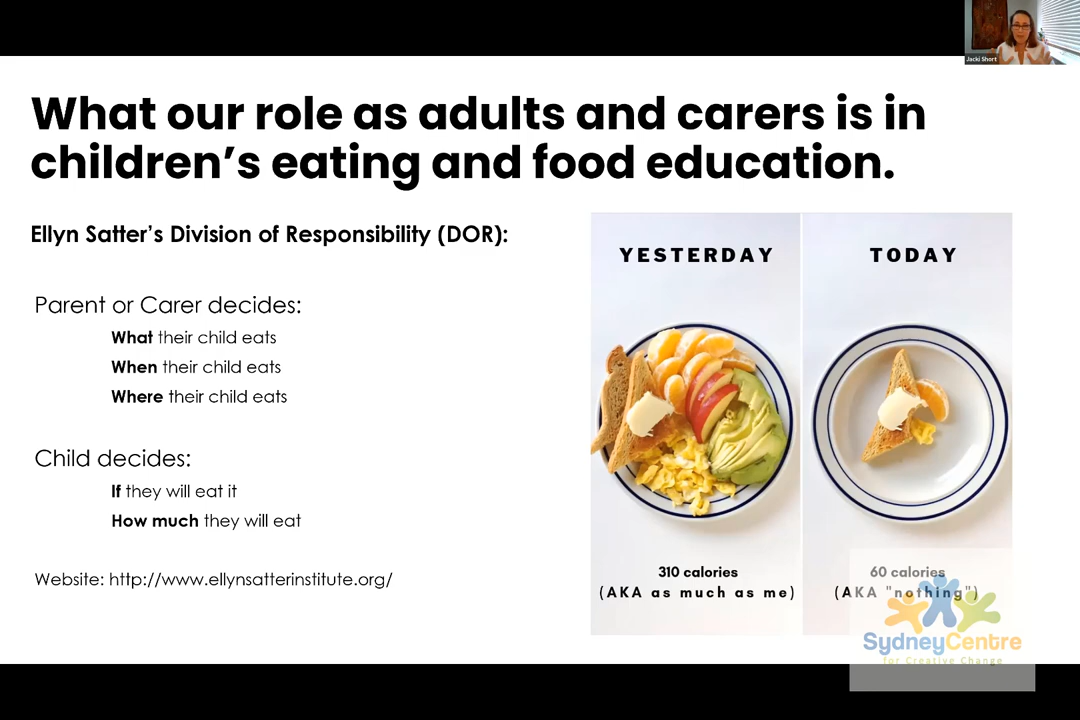 Jacki Short
What our role as adults and carers is in
children’s eating and food education.
Ellyn Satter’s Division of Responsibility (DOR):
Parent or Carer decides:
What their child eats
When their child eats
Where their child eats
Child decides:
If they will eat it
How much they will eat
Website: http://www.ellynsatterinstitute.org/
YESTERDAY
310 calories
(AKA as much as me)
TODAY
60 calories
(AKA "nothing")
SydneyCentre
for Creative Change